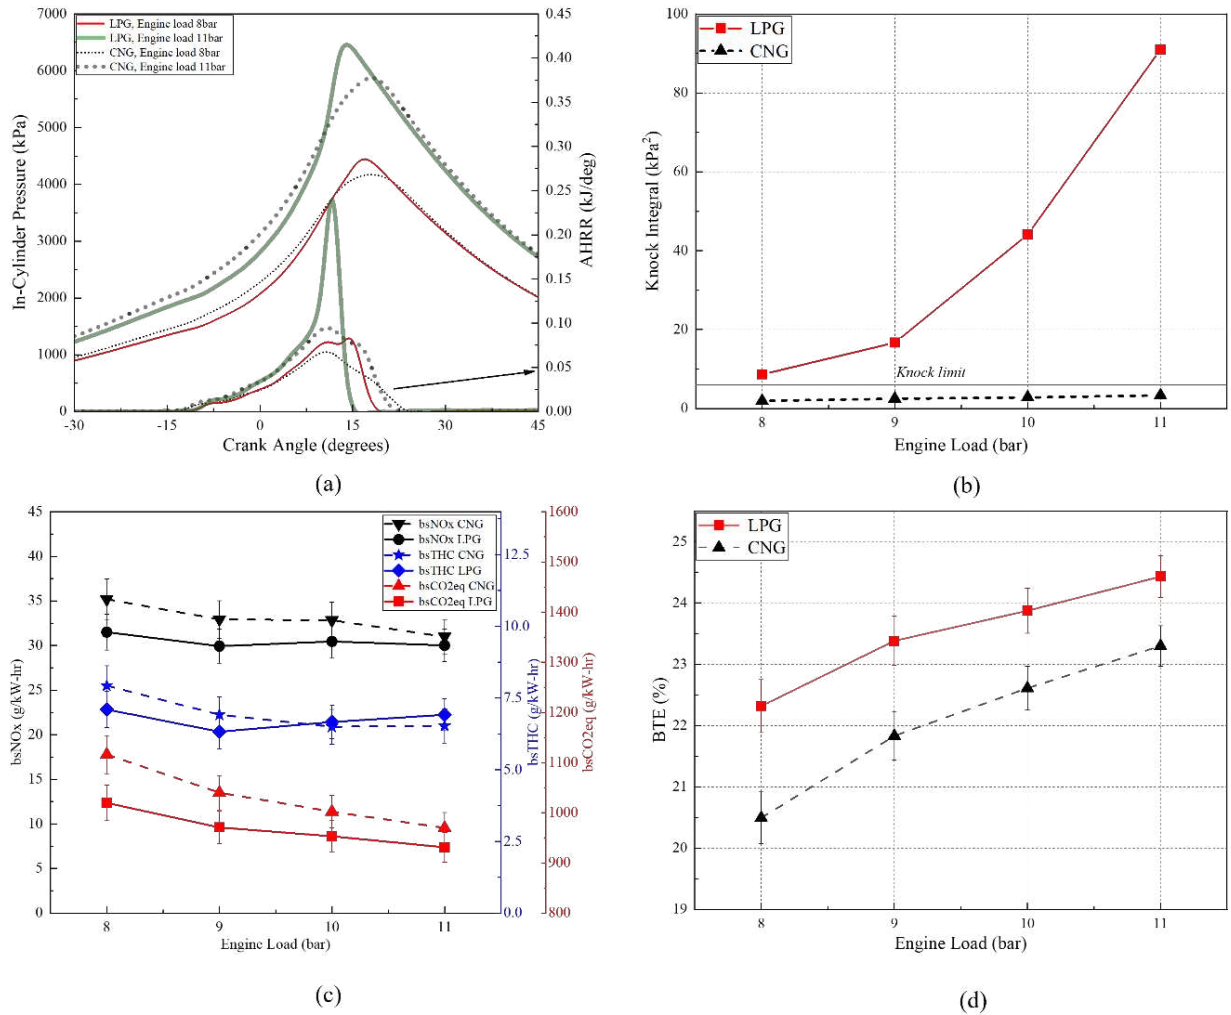 7000
6000
5000
4000
3000
2000
1000
0
In-Cylinder Pressure (kPa)
LPG, Engine load 8bar
LPG, Engine load 11bar
CNG, Engine load 8bar
CNG, Engine load 11bar
0.45
0.40
0.35
0.30
0.25
0.20
0.15
0.10
0.05
0.00
AHRR (kJ/deg)
-30 -15 0 15 30 45
Crank Angle (degrees)
(a)
100
80
60
40
20
0
Knock Integral (kPa²)
LPG
CNG
Knock limit
8 9 10 11
Engine Load (bar)
(b)
45
40
35
30
25
20
15
10
5
0
bsNOx (g/kW-hr)
bsNOx CNG
bsNOx LPG
bsTHC CNG
bsTHC LPG
bsCO2eq CNG
bsCO2eq LPG
12.5
10.0
7.5
5.0
2.5
0.0
bsTHC (g/kW-hr)
1600
1500
1400
1300
1200
1100
1000
900
800
bsCO2eq (g/kW-hr)
8 9 10 11
Engine Load (bar)
(c)
25
24
23
22
21
20
19
BTE (%)
LPG
CNG
8 9 10 11
Engine Load (bar)
(d)